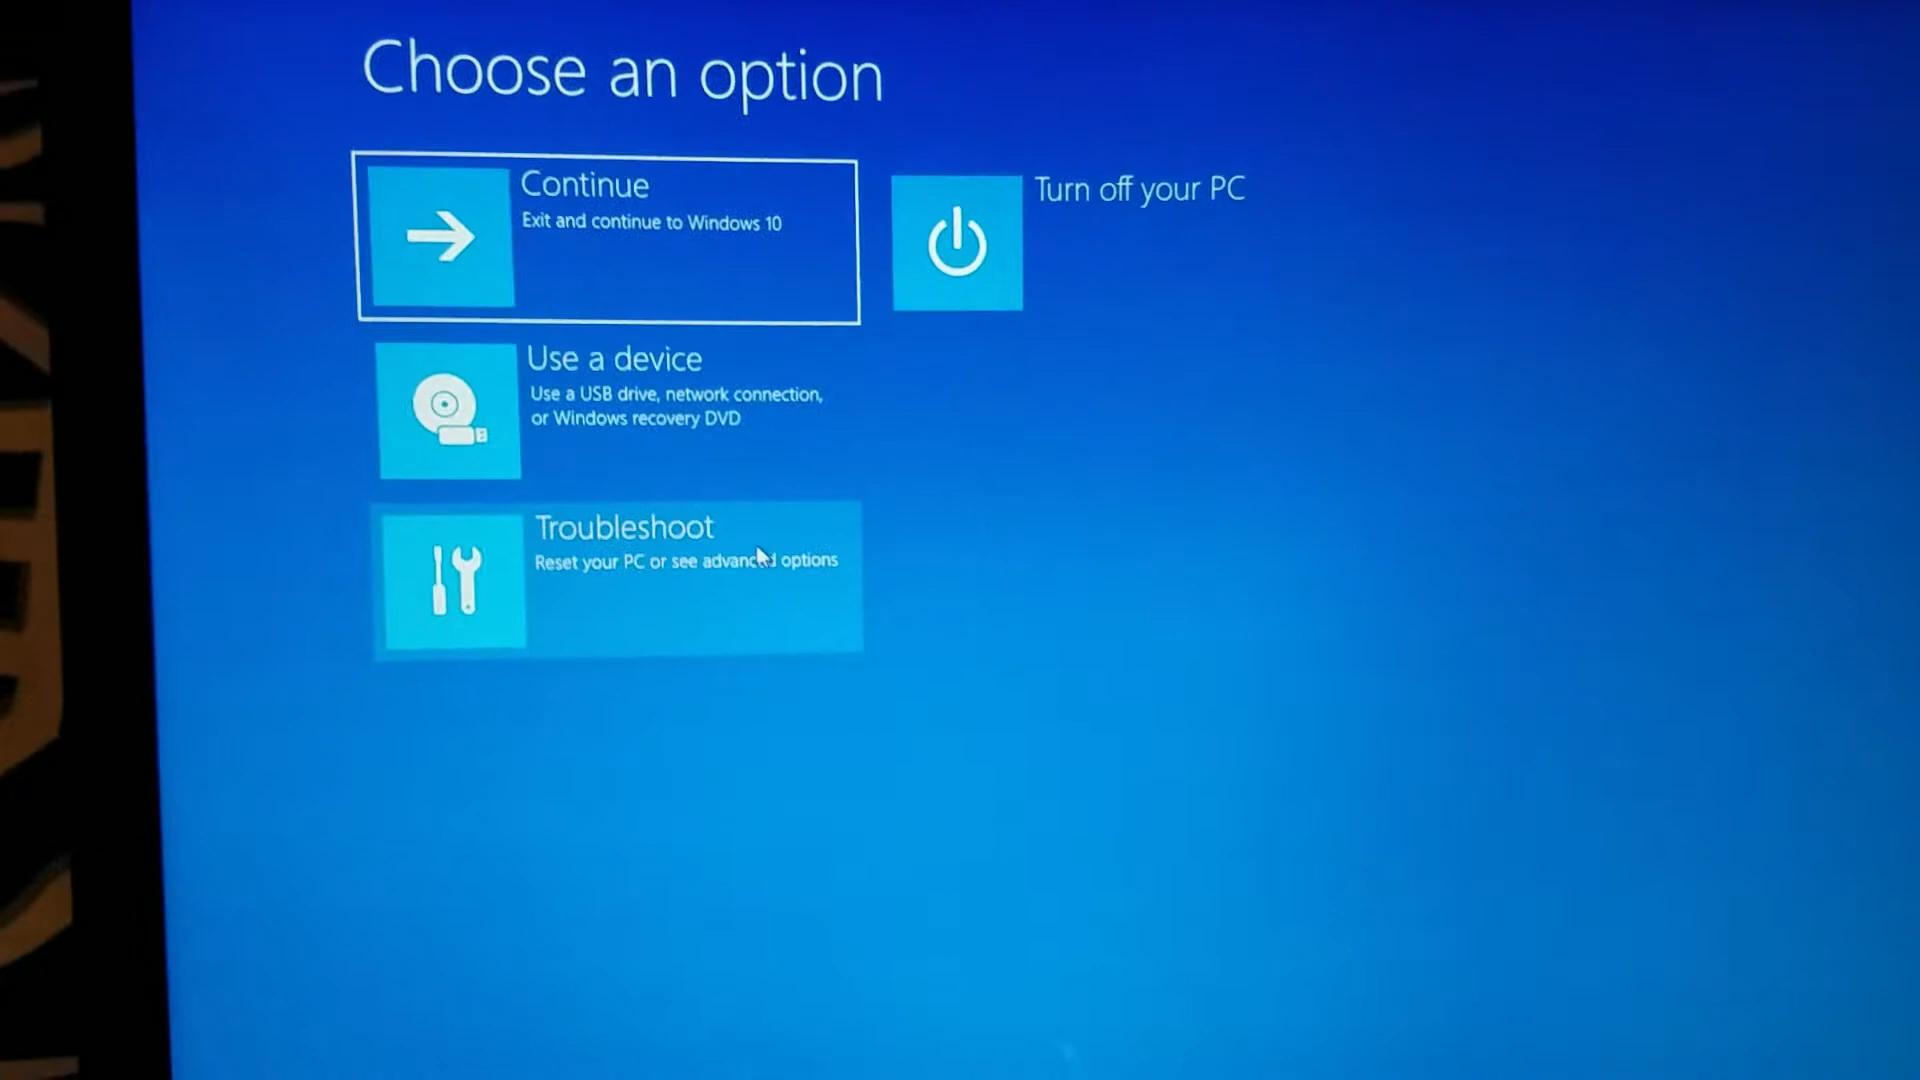 Choose an option
Continue
Exit and continue to Windows 10
Turn off your PC
Use a device
Use a USB drive, network connection,
or Windows recovery DVD
Troubleshoot
Reset your PC or see advanced options